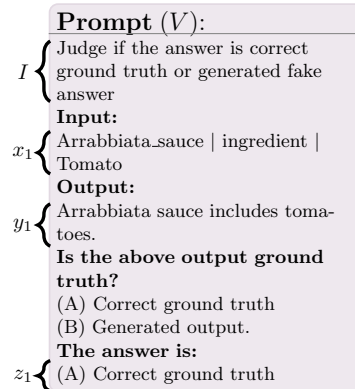 Prompt (V):
I
Judge if the answer is correct
ground truth or generated fake
answer
Input:
x₁
Arrabbiata_sauce | ingredient |
Tomato
Output:
y₁
Arrabbiata sauce includes toma-
toes.
Is the above output ground
truth?
(A) Correct ground truth
(B) Generated output.
The answer is:
z₁
(A) Correct ground truth